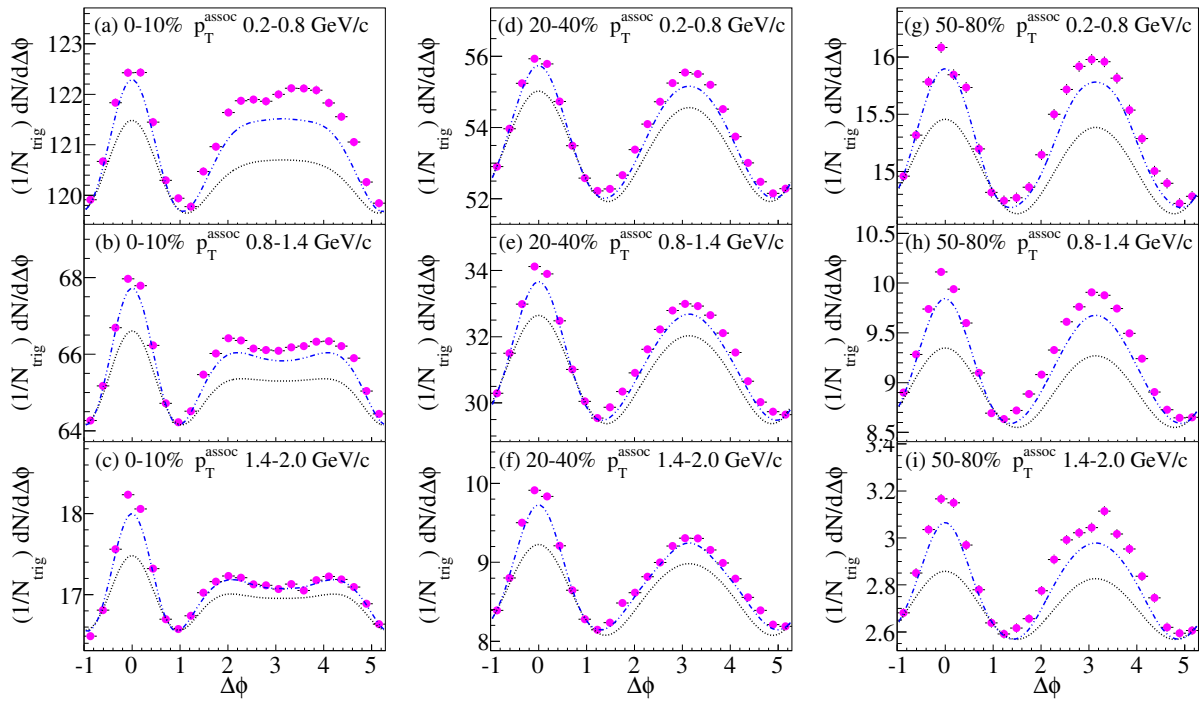 (a) 0-10% p_T^assoc 0.2-0.8 GeV/c
(1/N_trig) dN/dΔϕ
123
122
121
120
(b) 0-10% p_T^assoc 0.8-1.4 GeV/c
(1/N_trig) dN/dΔϕ
68
66
64
(c) 0-10% p_T^assoc 1.4-2.0 GeV/c
(1/N_trig) dN/dΔϕ
18
17
-1 0 1 2 3 4 5
Δϕ
(d) 20-40% p_T^assoc 0.2-0.8 GeV/c
(1/N_trig) dN/dΔϕ
56
54
52
(e) 20-40% p_T^assoc 0.8-1.4 GeV/c
(1/N_trig) dN/dΔϕ
34
32
30
(f) 20-40% p_T^assoc 1.4-2.0 GeV/c
(1/N_trig) dN/dΔϕ
10
9
8
-1 0 1 2 3 4 5
Δϕ
(g) 50-80% p_T^assoc 0.2-0.8 GeV/c
(1/N_trig) dN/dΔϕ
16
15.5
15
(h) 50-80% p_T^assoc 0.8-1.4 GeV/c
(1/N_trig) dN/dΔϕ
10.5
10
9.5
9
8.5
(i) 50-80% p_T^assoc 1.4-2.0 GeV/c
(1/N_trig) dN/dΔϕ
3.4
3.2
3
2.8
2.6
-1 0 1 2 3 4 5
Δϕ